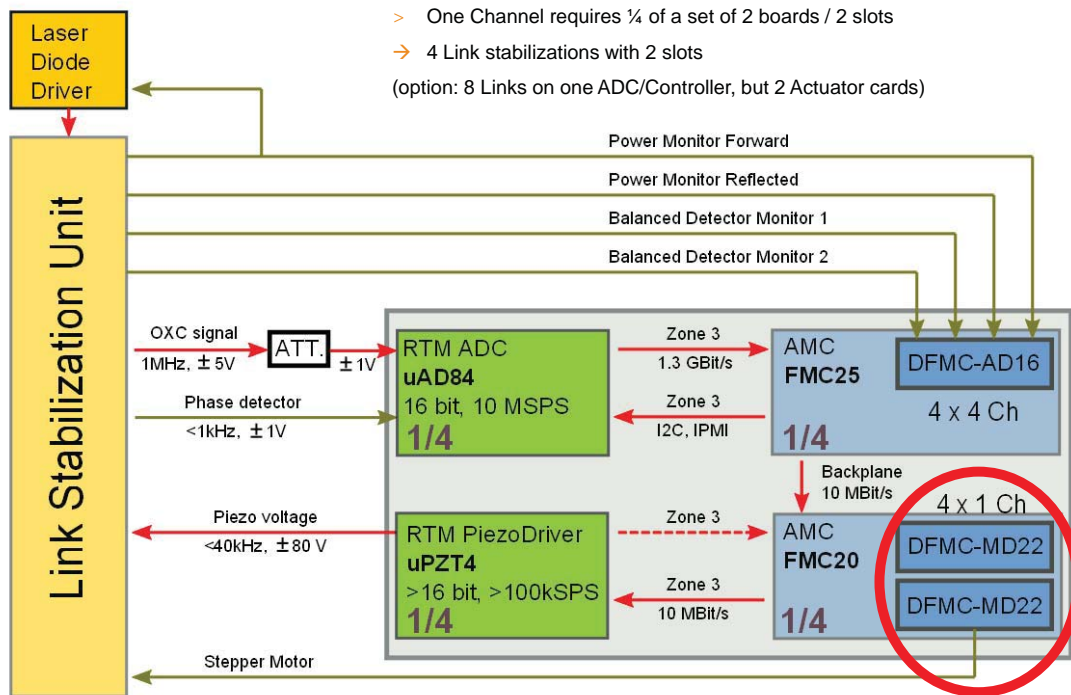 > One Channel requires ¼ of a set of 2 boards / 2 slots
→ 4 Link stabilizations with 2 slots
(option: 8 Links on one ADC/Controller, but 2 Actuator cards)
Laser
Diode
Driver
Link Stabilization Unit
Power Monitor Forward
Power Monitor Reflected
Balanced Detector Monitor 1
Balanced Detector Monitor 2
OXC signal
1MHz, ±5V
ATT.
±1V
Phase detector
<1kHz, ±1V
RTM ADC
uAD84
16 bit, 10 MSPS
1/4
Zone 3
1.3 GBit/s
Zone 3
I2C, IPMI
AMC
FMC25
DFMC-AD16
4 x 4 Ch
1/4
Backplane
10 MBit/s
Piezo voltage
<40kHz, ±80 V
RTM PiezoDriver
uPZT4
>16 bit, >100kSPS
1/4
Zone 3
Zone 3
10 MBit/s
4 x 1 Ch
AMC
FMC20
DFMC-MD22
DFMC-MD22
1/4
Stepper Motor